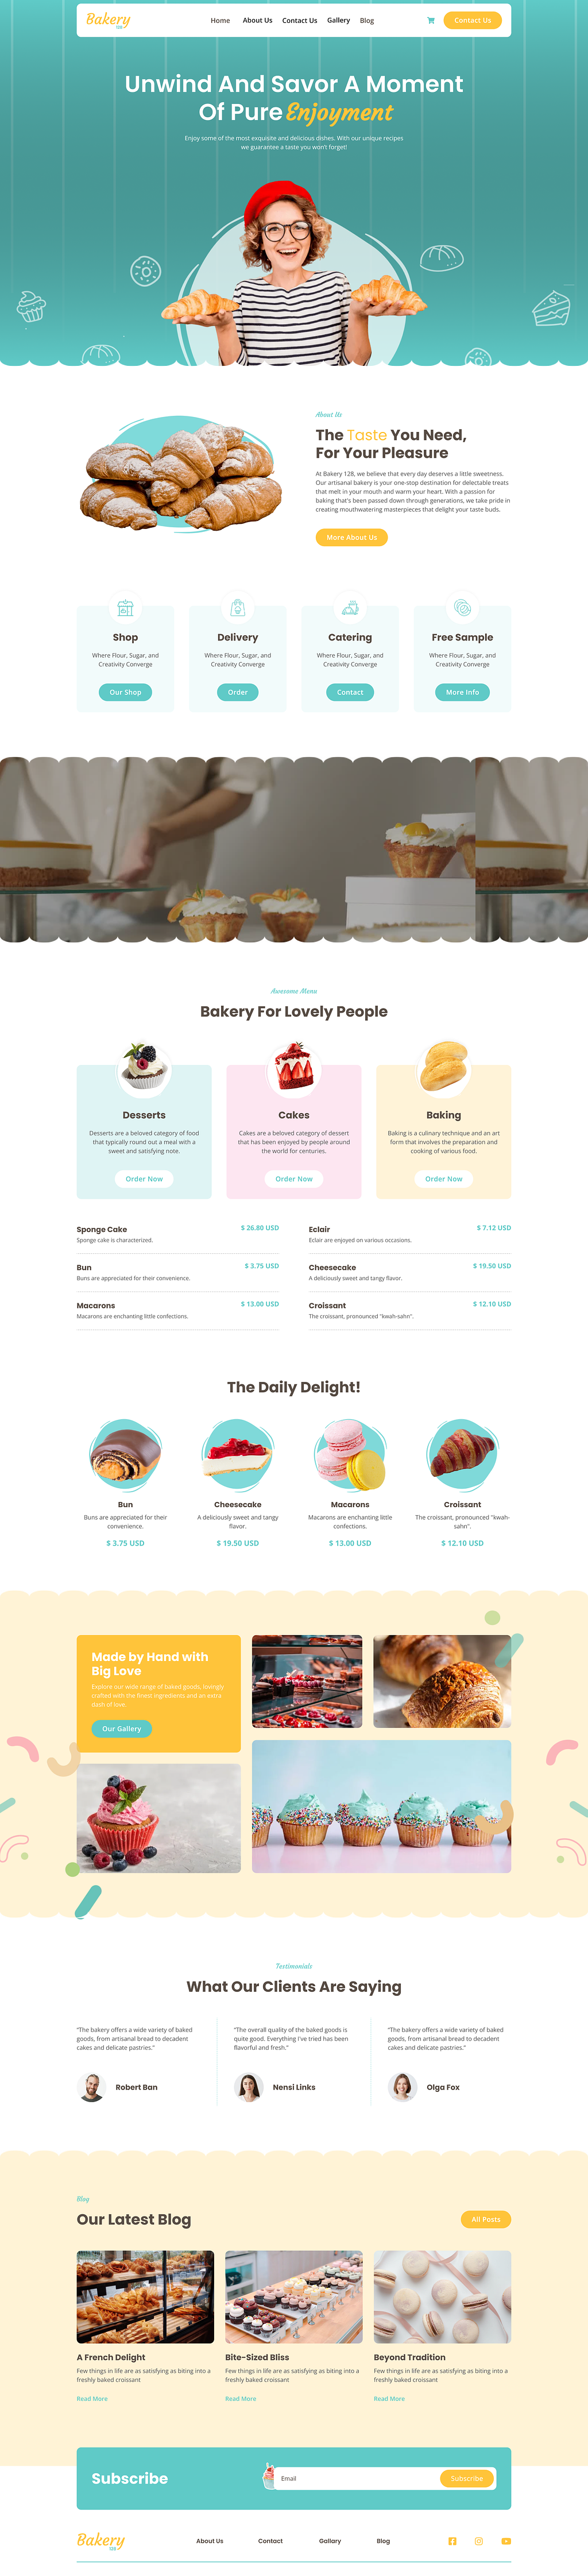 Bakery
128
Home About Us Contact Us Gallery Blog
Contact Us
Unwind And Savor A Moment
Of Pure Enjoyment
Enjoy some of the most exquisite and delicious dishes. With our unique recipes
we guarantee a taste you won't forget!
About Us
The Taste You Need,
For Your Pleasure
At Bakery 128, we believe that every day deserves a little sweetness.
Our artisanal bakery is your one-stop destination for delectable treats
that melt in your mouth and warm your heart. With a passion for
baking that's been passed down through generations, we take pride in
creating mouthwatering masterpieces that delight your taste buds.
More About Us
Shop
Where Flour, Sugar, and
Creativity Converge
Our Shop
Delivery
Where Flour, Sugar, and
Creativity Converge
Order
Catering
Where Flour, Sugar, and
Creativity Converge
Contact
Free Sample
Where Flour, Sugar, and
Creativity Converge
More Info
Awesome Menu
Bakery For Lovely People
Desserts
Desserts are a beloved category of food
that typically round out a meal with a
sweet and satisfying note.
Order Now
Cakes
Cakes are a beloved category of dessert
that has been enjoyed by people around
the world for centuries.
Order Now
Baking
Baking is a culinary technique and an art
form that involves the preparation and
cooking of various food.
Order Now
Sponge Cake $ 26.80 USD
Sponge cake is characterized.
Bun $ 3.75 USD
Buns are appreciated for their convenience.
Macarons $ 13.00 USD
Macarons are enchanting little confections.
Eclair $ 7.12 USD
Eclair are enjoyed on various occasions.
Cheesecake $ 19.50 USD
A deliciously sweet and tangy flavor.
Croissant $ 12.10 USD
The croissant, pronounced "kwah-sahn".
The Daily Delight!
Bun
Buns are appreciated for their
convenience.
$ 3.75 USD
Cheesecake
A deliciously sweet and tangy
flavor.
$ 19.50 USD
Macarons
Macarons are enchanting little
confections.
$ 13.00 USD
Croissant
The croissant, pronounced "kwah-
sahn".
$ 12.10 USD
Made by Hand with
Big Love
Explore our wide range of baked goods, lovingly
crafted with the finest ingredients and an extra
dash of love.
Our Gallery
Testimonials
What Our Clients Are Saying
"The bakery offers a wide variety of baked
goods, from artisanal bread to decadent
cakes and delicate pastries."
Robert Ban
"The overall quality of the baked goods is
quite good. Everything I've tried has been
flavorful and fresh."
Nensi Links
"The bakery offers a wide variety of baked
goods, from artisanal bread to decadent
cakes and delicate pastries."
Olga Fox
Blog
Our Latest Blog
All Posts
A French Delight
Few things in life are as satisfying as biting into a
freshly baked croissant
Read More
Bite-Sized Bliss
Few things in life are as satisfying as biting into a
freshly baked croissant
Read More
Beyond Tradition
Few things in life are as satisfying as biting into a
freshly baked croissant
Read More
Subscribe
Email
Subscribe
Bakery
128
About Us Contact Gallary Blog